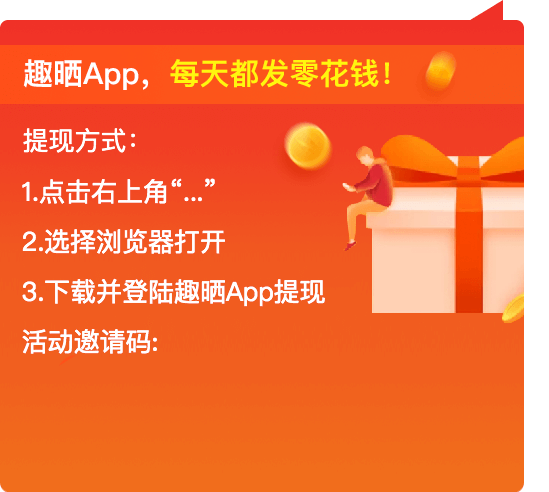 趣晒App，每天都发零花钱！
提现方式：
1.点击右上角“...”
2.选择浏览器打开
3.下载并登陆趣晒App提现
活动邀请码: